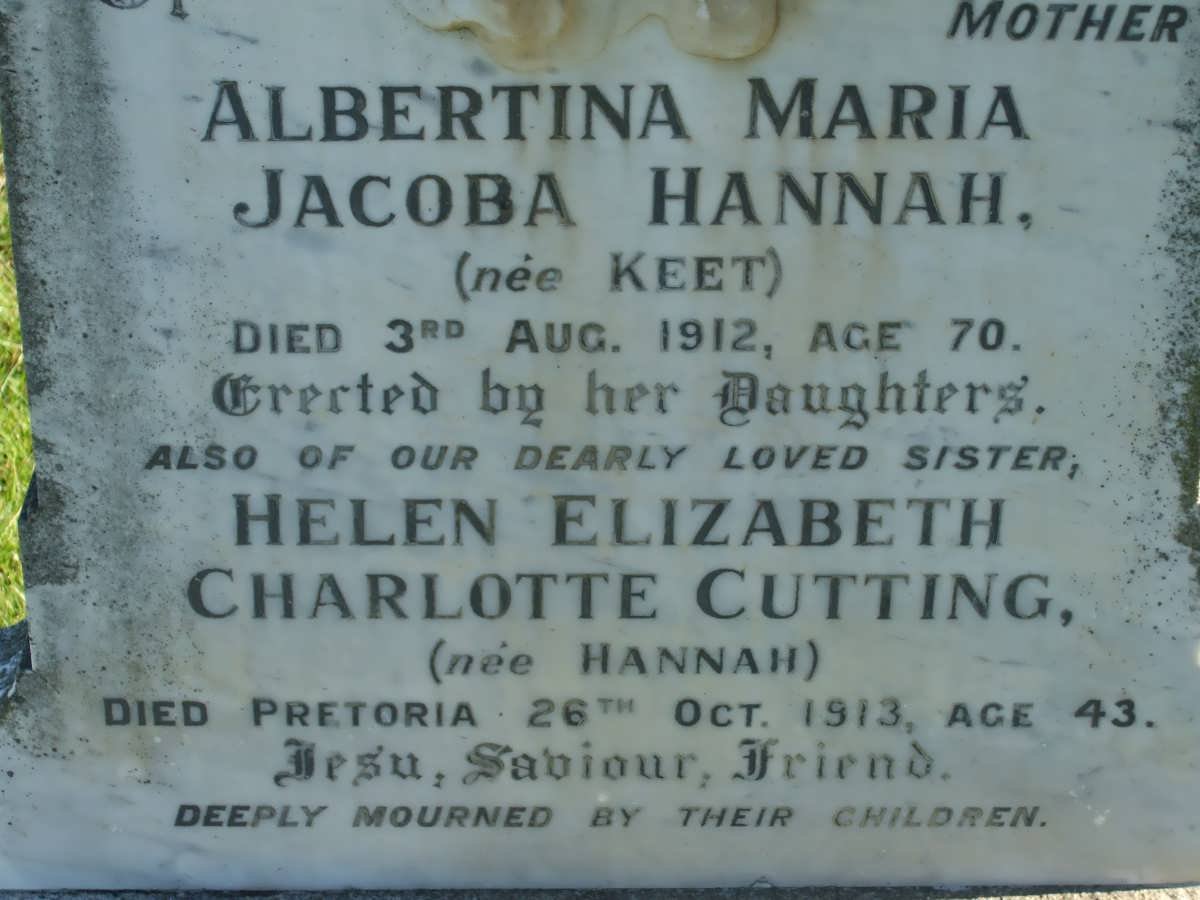 MOTHER
ALBERTINA MARIA
JACOBA HANNAH.
(née KEET)
DIED 3RD AUG. 1912, AGE 70.
Erected by her Daughters.
ALSO OF OUR DEARLY LOVED SISTER,
HELEN ELIZABETH
CHARLOTTE CUTTING,
(née HANNAH)
DIED PRETORIA 26TH OCT. 1913, AGE 43.
Jesu, Saviour, Friend.
DEEPLY MOURNED BY THEIR CHILDREN.